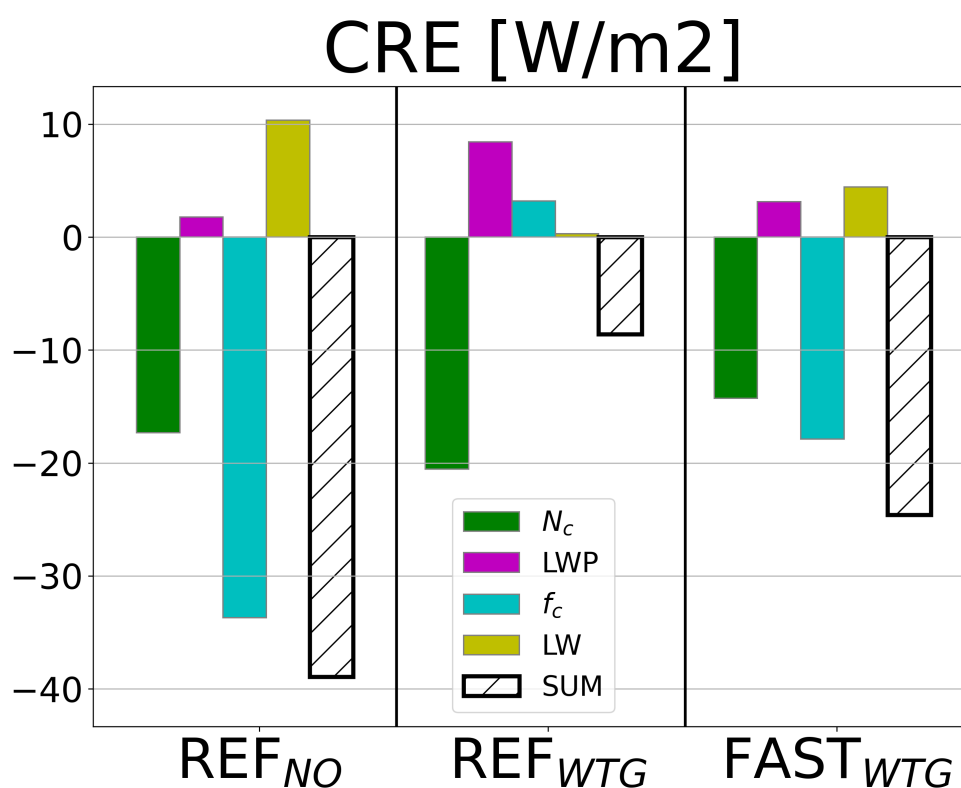 CRE [W/m2]
10
0
−10
−20
−30
−40
N_c
LWP
f_c
LW
SUM
REF_NO REF_WTG FAST_WTG